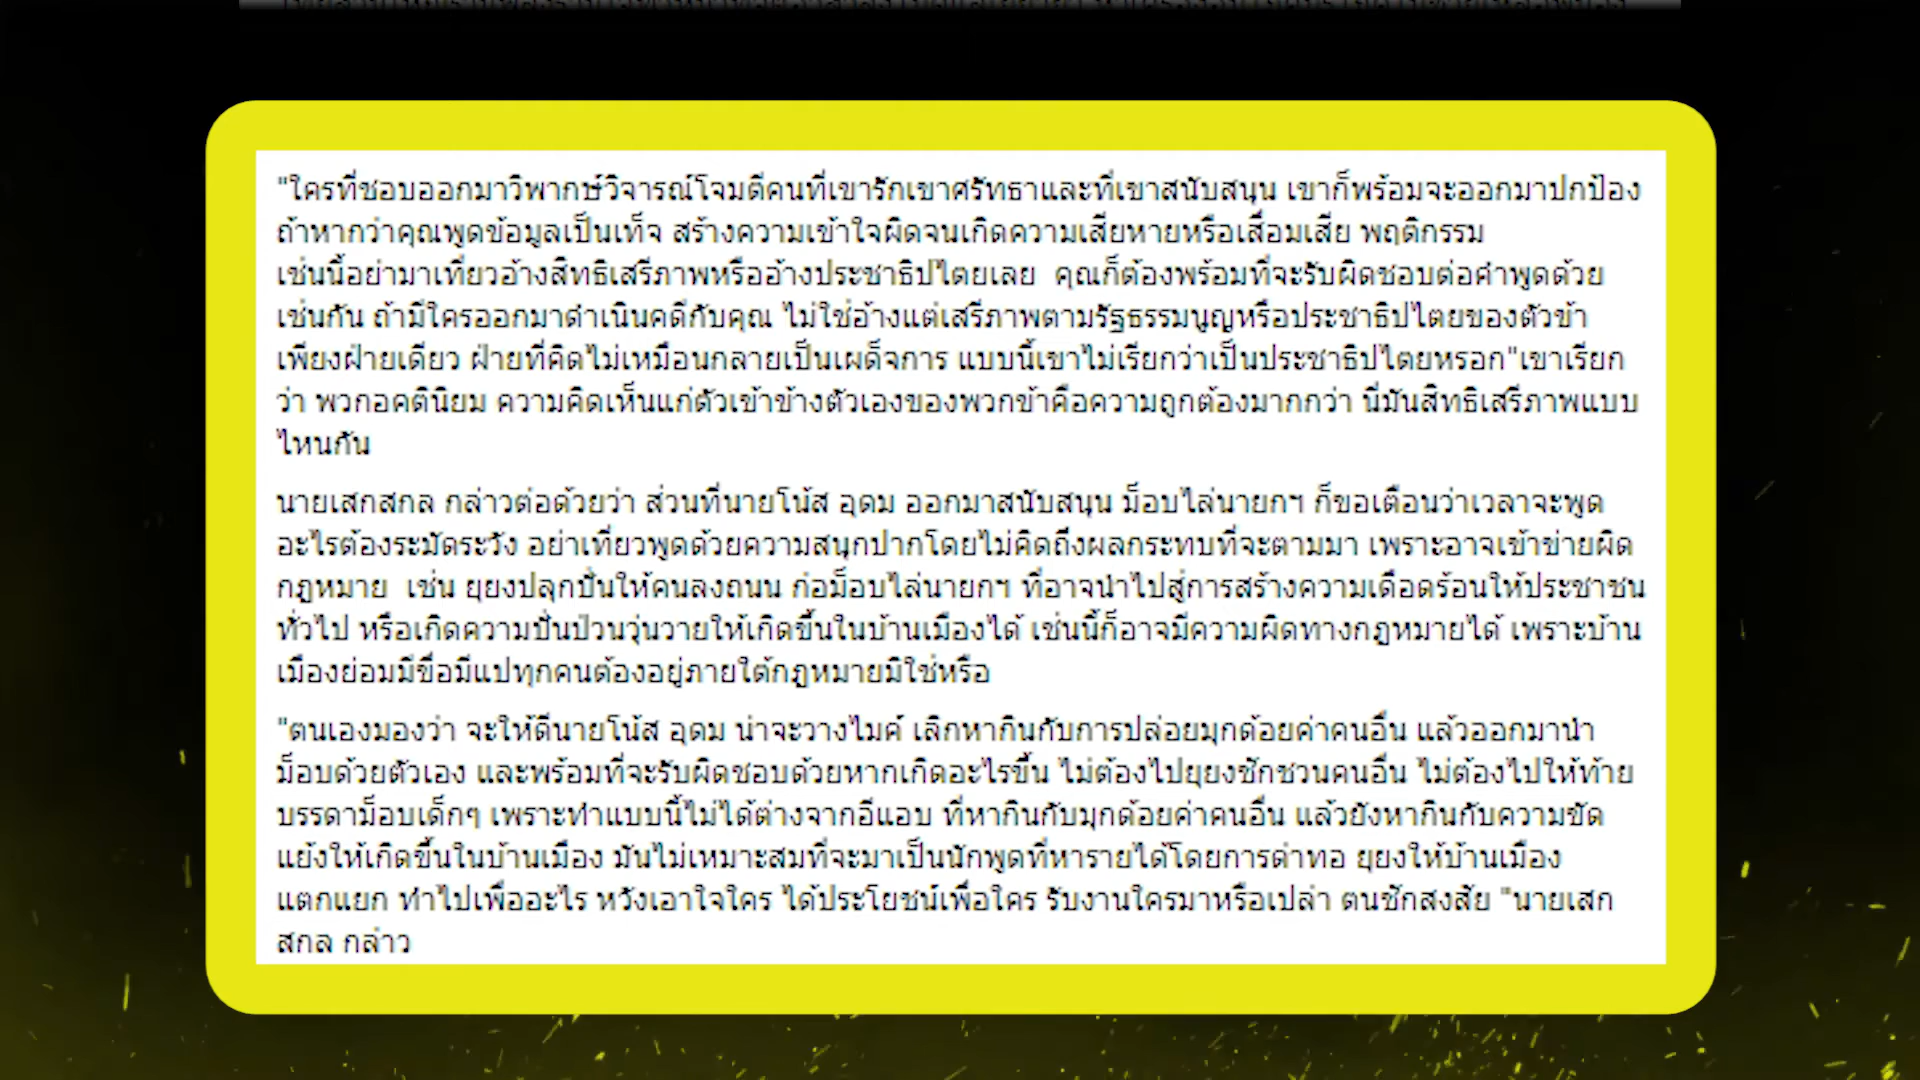 "ใครที่ชอบออกมาวิพากษ์วิจารณ์โจมตีคนที่เขารักเขาศรัทธาและที่เขาสนับสนุน เขาก็พร้อมจะออกมาปกป้อง
ถ้าหากว่าคุณพูดข้อมูลเป็นเท็จ สร้างความเข้าใจผิดจนเกิดความเสียหายหรือเสื่อมเสีย พฤติกรรม
เช่นนี้อย่ามาเที่ยวอ้างสิทธิเสรีภาพหรืออ้างประชาธิปไตยเลย  คุณก็ต้องพร้อมที่จะรับผิดชอบต่อคำพูดด้วย
เช่นกัน ถ้ามีใครออกมาดำเนินคดีกับคุณ ไม่ใช่อ้างแต่เสรีภาพตามรัฐธรรมนูญหรือประชาธิปไตยของตัวข้า
เพียงฝ่ายเดียว ฝ่ายที่คิดไม่เหมือนกลายเป็นเผด็จการ แบบนี้เขาไม่เรียกว่าเป็นประชาธิปไตยหรอก"เขาเรียก
ว่า พวกอคตินิยม ความคิดเห็นแก่ตัวเข้าข้างตัวเองของพวกข้าคือความถูกต้องมากกว่า นี่มันสิทธิเสรีภาพแบบ
ไหนกัน
นายเสกสกล กล่าวต่อด้วยว่า ส่วนที่นายโน้ส อุดม ออกมาสนับสนุน ม็อบไล่นายกฯ ก็ขอเตือนว่าเวลาจะพูด
อะไรต้องระมัดระวัง อย่าเที่ยวพูดด้วยความสนุกปากโดยไม่คิดถึงผลกระทบที่จะตามมา เพราะอาจเข้าข่ายผิด
กฎหมาย  เช่น ยุยงปลุกปั่นให้คนลงถนน ก่อม็อบไล่นายกฯ ที่อาจนำไปสู่การสร้างความเดือดร้อนให้ประชาชน
ทั่วไป หรือเกิดความปั่นป่วนวุ่นวายให้เกิดขึ้นในบ้านเมืองได้ เช่นนี้ก็อาจมีความผิดทางกฎหมายได้ เพราะบ้าน
เมืองย่อมมีขื่อมีแปทุกคนต้องอยู่ภายใต้กฎหมายมิใช่หรือ
"ตนเองมองว่า จะให้ดีนายโน้ส อุดม น่าจะวางไมค์ เลิกหากินกับการปล่อยมุกด้อยค่าคนอื่น แล้วออกมานำ
ม็อบด้วยตัวเอง และพร้อมที่จะรับผิดชอบด้วยหากเกิดอะไรขึ้น ไม่ต้องไปยุยงชักชวนคนอื่น ไม่ต้องไปให้ท้าย
บรรดาม็อบเด็กๆ เพราะทำแบบนี้ไม่ได้ต่างจากอีแอบ ที่หากินกับมุกด้อยค่าคนอื่น แล้วยังหากินกับความขัด
แย้งให้เกิดขึ้นในบ้านเมือง มันไม่เหมาะสมที่จะมาเป็นนักพูดที่หารายได้โดยการด่าทอ ยุยงให้บ้านเมือง
แตกแยก ทำไปเพื่ออะไร หวังเอาใจใคร ได้ประโยชน์เพื่อใคร รับงานใครมาหรือเปล่า ตนชักสงสัย "นายเสก
สกล กล่าว